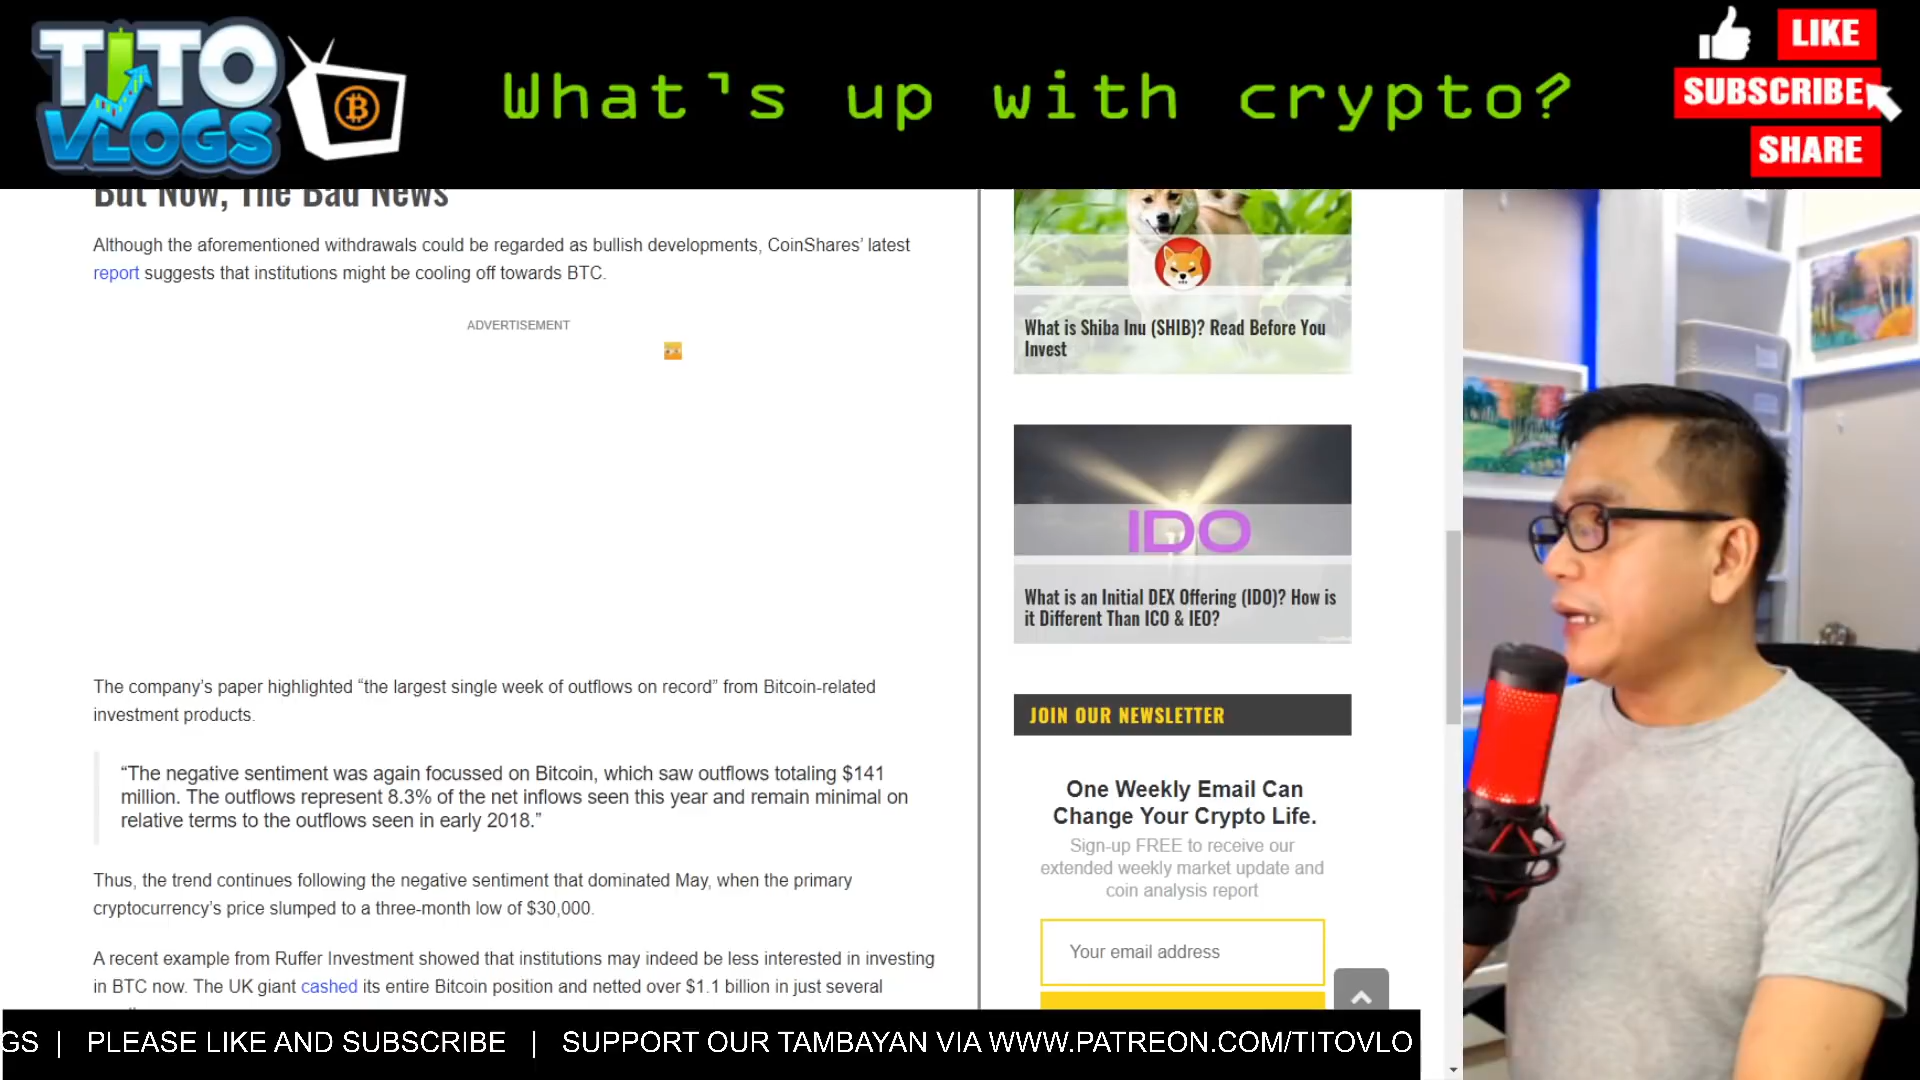 TITO
VLOGS
What's up with crypto?
LIKE
SUBSCRIBE
SHARE
But Now, The Bad News
Although the aforementioned withdrawals could be regarded as bullish developments, CoinShares' latest
report suggests that institutions might be cooling off towards BTC.
ADVERTISEMENT
The company's paper highlighted “the largest single week of outflows on record” from Bitcoin-related
investment products.
“The negative sentiment was again focussed on Bitcoin, which saw outflows totaling $141
million. The outflows represent 8.3% of the net inflows seen this year and remain minimal on
relative terms to the outflows seen in early 2018.”
Thus, the trend continues following the negative sentiment that dominated May, when the primary
cryptocurrency's price slumped to a three-month low of $30,000.
A recent example from Ruffer Investment showed that institutions may indeed be less interested in investing
in BTC now. The UK giant cashed its entire Bitcoin position and netted over $1.1 billion in just several
What is Shiba Inu (SHIB)? Read Before You
Invest
IDO
What is an Initial DEX Offering (IDO)? How is
it Different Than ICO & IEO?
JOIN OUR NEWSLETTER
One Weekly Email Can
Change Your Crypto Life.
Sign-up FREE to receive our
extended weekly market update and
coin analysis report
Your email address
GS | PLEASE LIKE AND SUBSCRIBE | SUPPORT OUR TAMBAYAN VIA WWW.PATREON.COM/TITOVLO